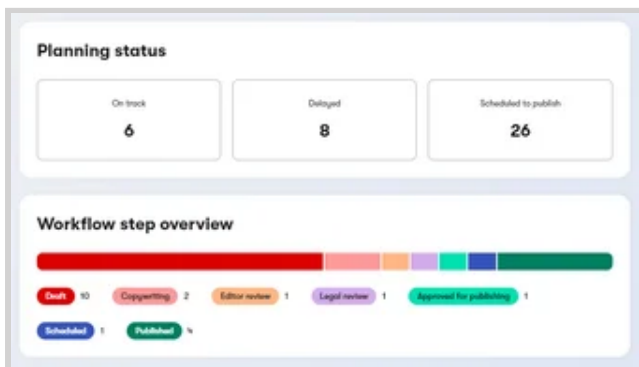 Planning status
On track Delayed Scheduled to publish
6 8 26
Workflow step overview
Draft 10 Copywriting 2 Editor review 1 Legal review 1 Approved for publishing 1
Scheduled 1 Published 4